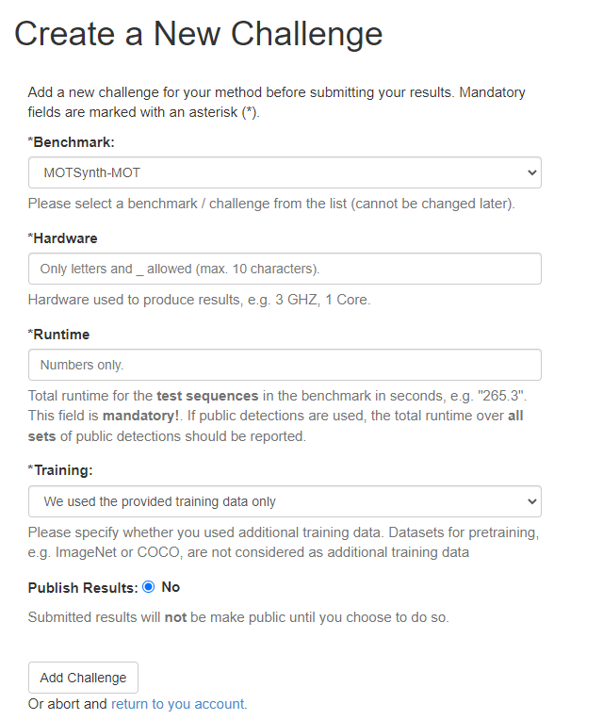 Create a New Challenge
Add a new challenge for your method before submitting your results. Mandatory
fields are marked with an asterisk (*).
*Benchmark:
MOTSynth-MOT
Please select a benchmark / challenge from the list (cannot be changed later).
*Hardware
Only letters and _ allowed (max. 10 characters).
Hardware used to produce results, e.g. 3 GHZ, 1 Core.
*Runtime
Numbers only.
Total runtime for the test sequences in the benchmark in seconds, e.g. "265.3".
This field is mandatory!. If public detections are used, the total runtime over all
sets of public detections should be reported.
*Training:
We used the provided training data only
Please specify whether you used additional training data. Datasets for pretraining,
e.g. ImageNet or COCO, are not considered as additional training data
Publish Results: No
Submitted results will not be make public until you choose to do so.
Add Challenge
Or abort and return to you account.